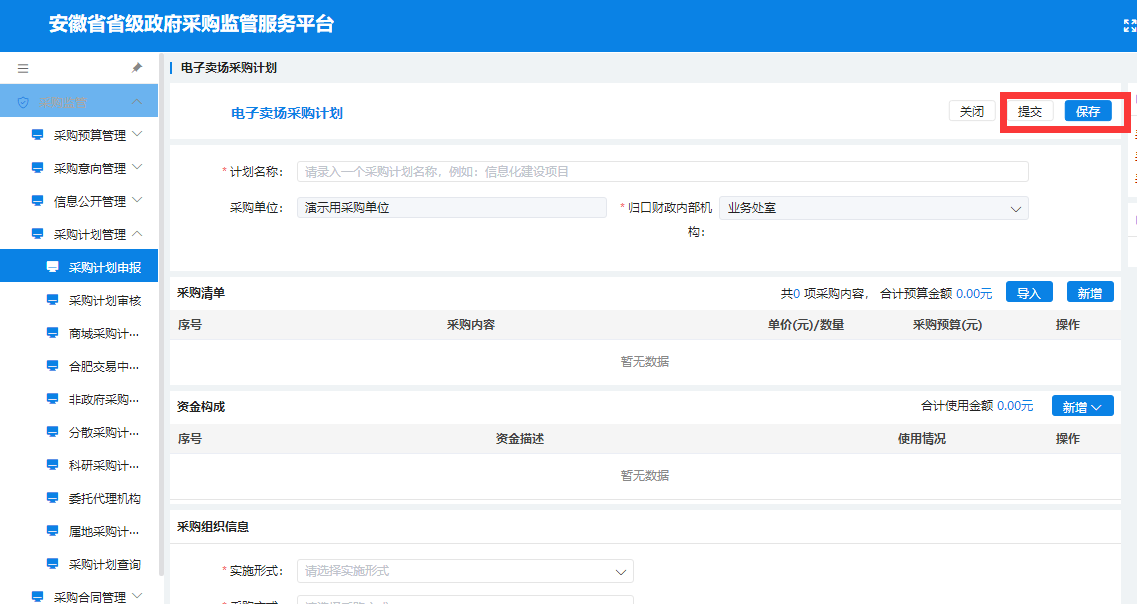 安徽省省级政府采购监管服务平台
电子卖场采购计划
采购预算管理
采购意向管理
信息公开管理
采购计划管理
采购计划申报
采购计划审核
商城采购计···
合肥交易中···
非政府采购···
分散采购计···
科研采购计···
委托代理机构
属地采购计···
采购计划查询
采购合同管理
电子卖场采购计划
关闭 提交 保存
* 计划名称： 请录入一个采购计划名称，例如：信息化建设项目
采购单位： 演示用采购单位 * 归口财政内部机构： 业务处室
采购清单 共0 项采购内容， 合计预算金额 0.00元 导入 新增
序号 采购内容 单价(元)/数量 采购预算(元) 操作
暂无数据
资金构成 合计使用金额 0.00元 新增
序号 资金描述 使用情况 操作
暂无数据
采购组织信息
* 实施形式： 请选择实施形式